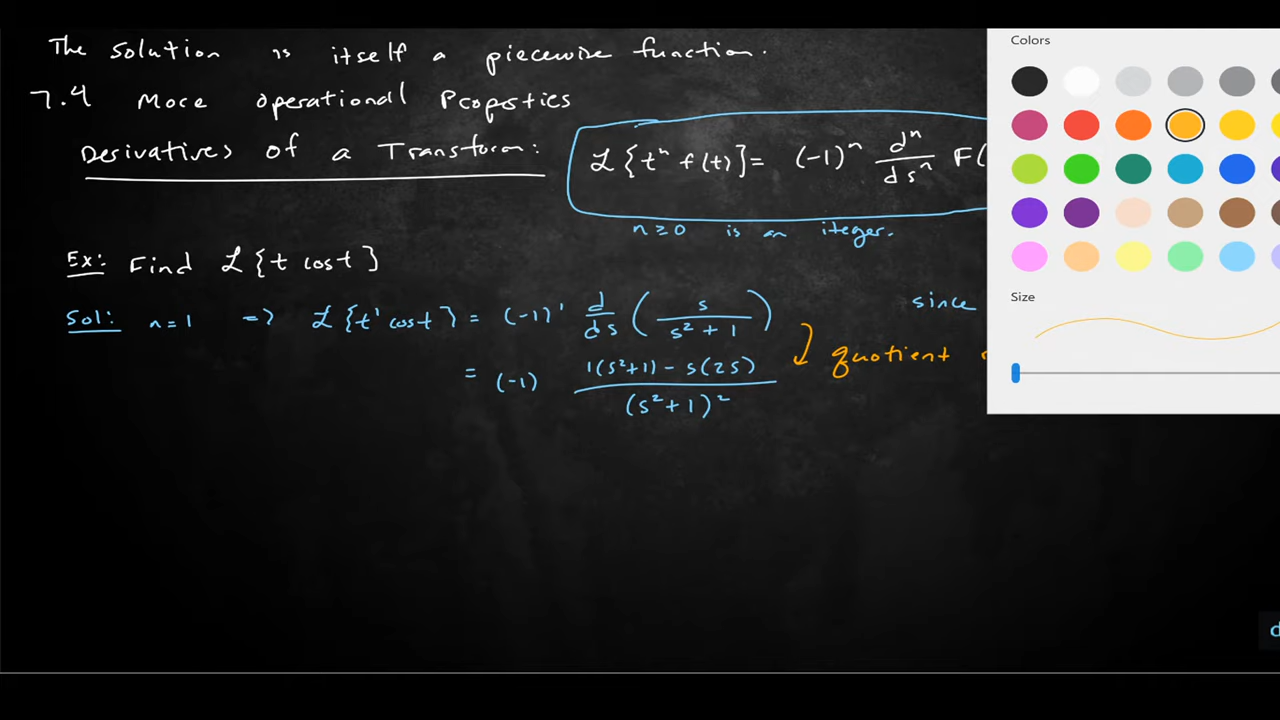 The solution is itself a piecewise function.
7.4 More operational Properties
Derivatives of a Transform:
ℒ{tⁿ f(t)} = (-1)ⁿ dⁿ/dsⁿ F(
n ≥ 0 is an integer.
Ex: Find ℒ{t cost}
Sol: n=1 => ℒ{t¹ cost} = (-1)¹ d/ds (s/(s²+1))
since
= (-1) (1(s²+1) - s(2s))/(s²+1)²
quotient
Colors
Size